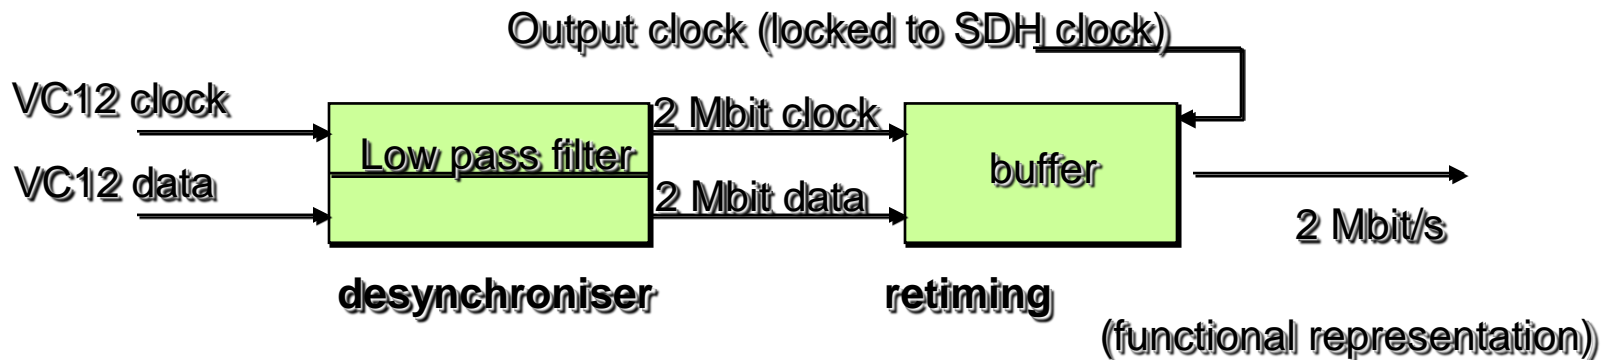 Output clock (locked to SDH clock)
VC12 clock
2 Mbit clock
Low pass filter
buffer
VC12 data
2 Mbit data
2 Mbit/s
desynchroniser
retiming
(functional representation)